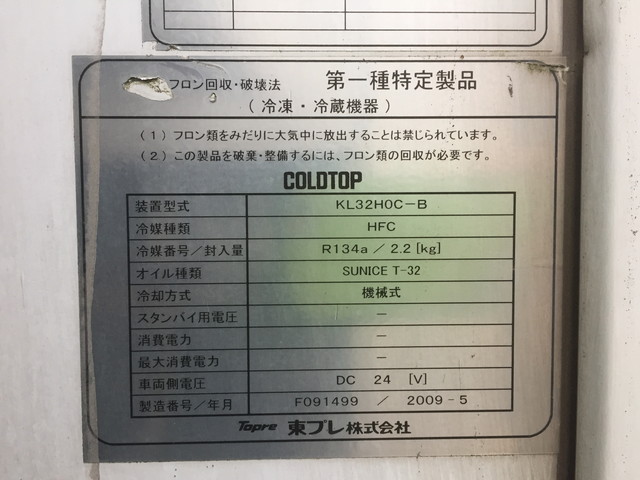 フロン回収・破壊法 第一種特定製品
(冷凍・冷蔵機器)
(1) フロン類をみだりに大気中に放出することは禁じられています。
(2) この製品を破棄・整備するには、フロン類の回収が必要です。
COLDTOP
装置型式 KL32H0C-B
冷媒種類 HFC
冷媒番号/封入量 R134a / 2.2 [kg]
オイル種類 SUNICE T-32
冷却方式 機械式
スタンバイ用電圧 -
消費電力 -
最大消費電力 -
車両側電圧 DC 24 [V]
製造番号/年月 F091499 / 2009-5
Topre 東プレ株式会社